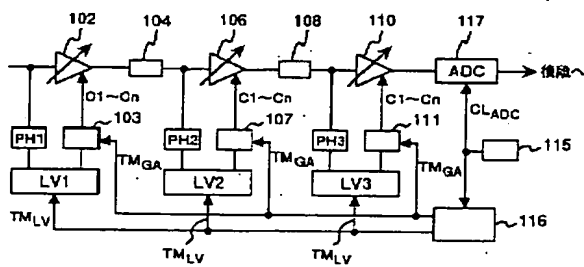 102 104 106 108 110 117
ADC 後段へ
C1~Cn C1~Cn C1~Cn CL_ADC
103 107 111
PH1 PH2 PH3 115
TM_GA TM_GA TM_GA
LV1 LV2 LV3
116
TM_LV
TM_LV TM_LV